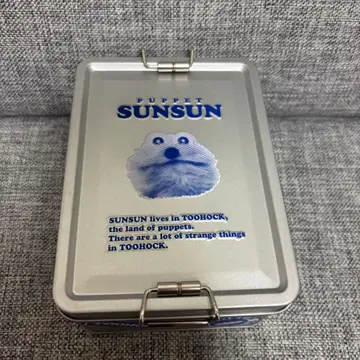 PUPPET
SUNSUN
SUNSUN lives in TOOHOCK,
the land of puppets.
There are a lot of strange things
in TOOHOCK.